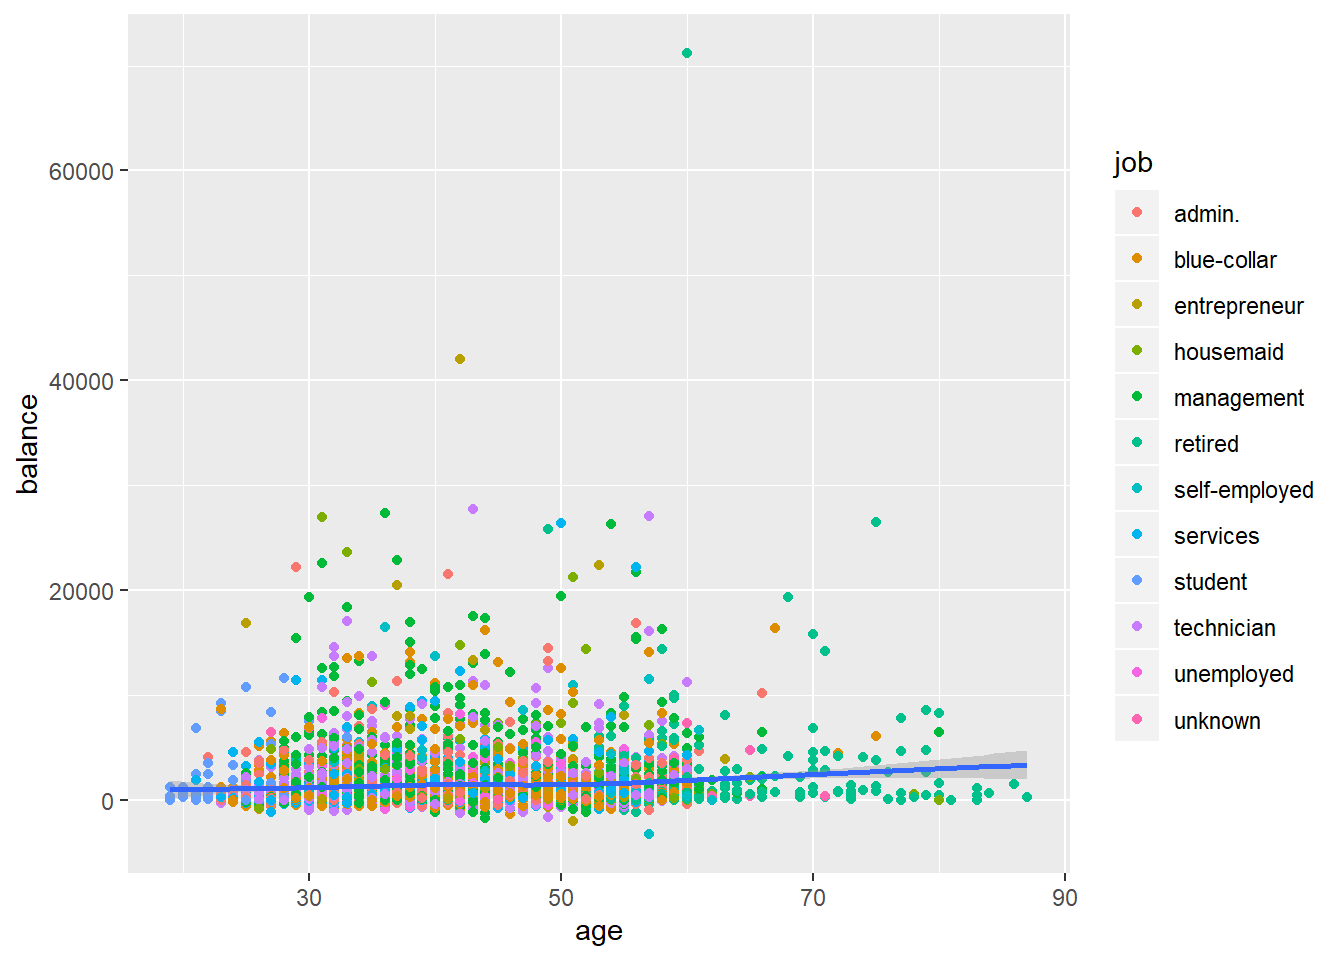 60000
40000
20000
0
balance
30
50
70
90
age
job
admin.
blue-collar
entrepreneur
housemaid
management
retired
self-employed
services
student
technician
unemployed
unknown